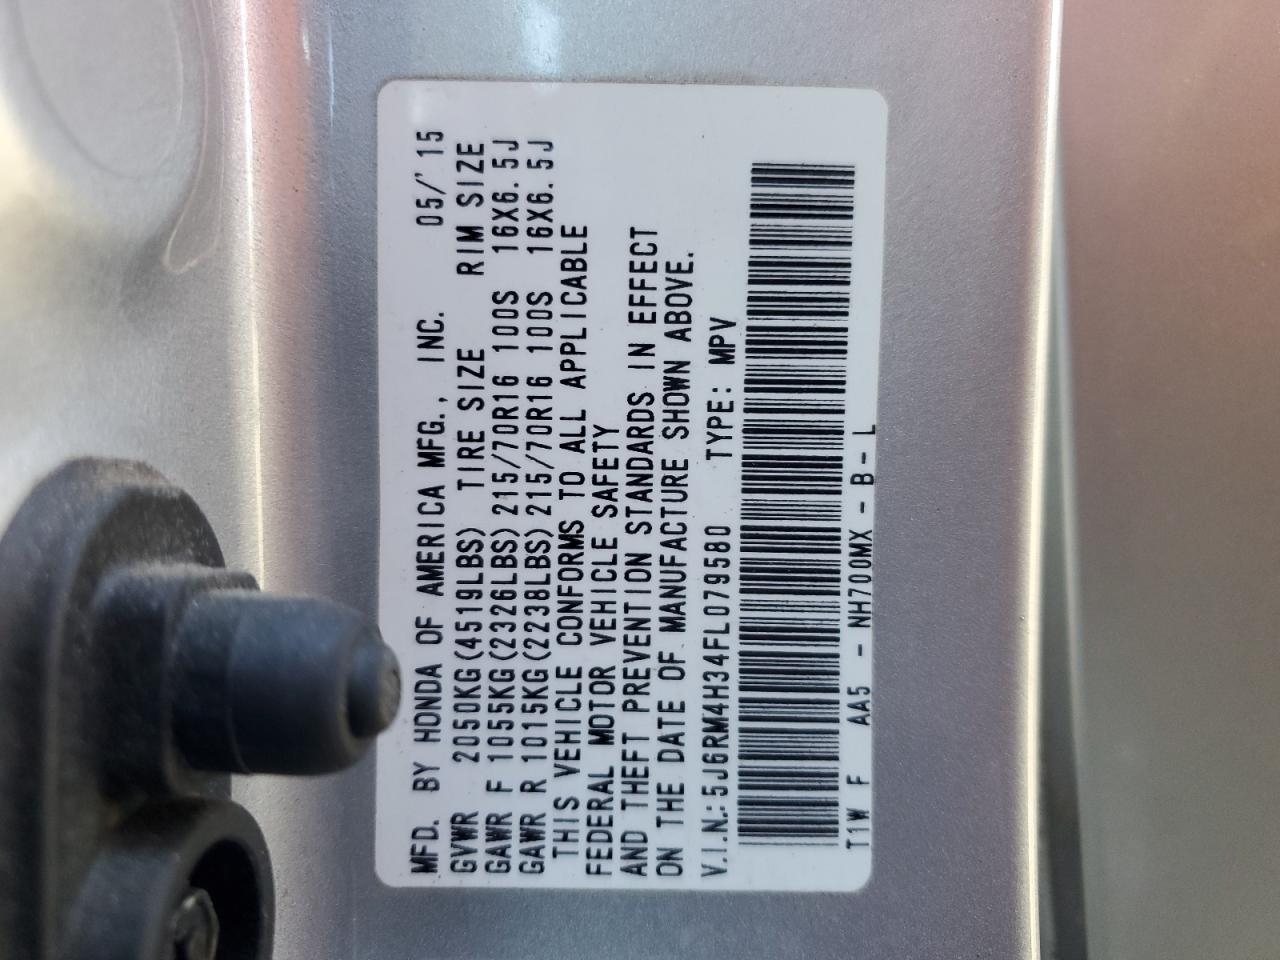 MFD. BY HONDA OF AMERICA MFG., INC. 05/'15
GVWR 2050KG(4519LBS) TIRE SIZE RIM SIZE
GAWR F 1055KG(2326LBS) 215/70R16 100S 16X6.5J
GAWR R 1015KG(2238LBS) 215/70R16 100S 16X6.5J
THIS VEHICLE CONFORMS TO ALL APPLICABLE
FEDERAL MOTOR VEHICLE SAFETY
AND THEFT PREVENTION STANDARDS IN EFFECT
ON THE DATE OF MANUFACTURE SHOWN ABOVE.
V.I.N.: 5J6RM4H34FL079580 TYPE: MPV
T1W F AA5 - NH700MX - B - L